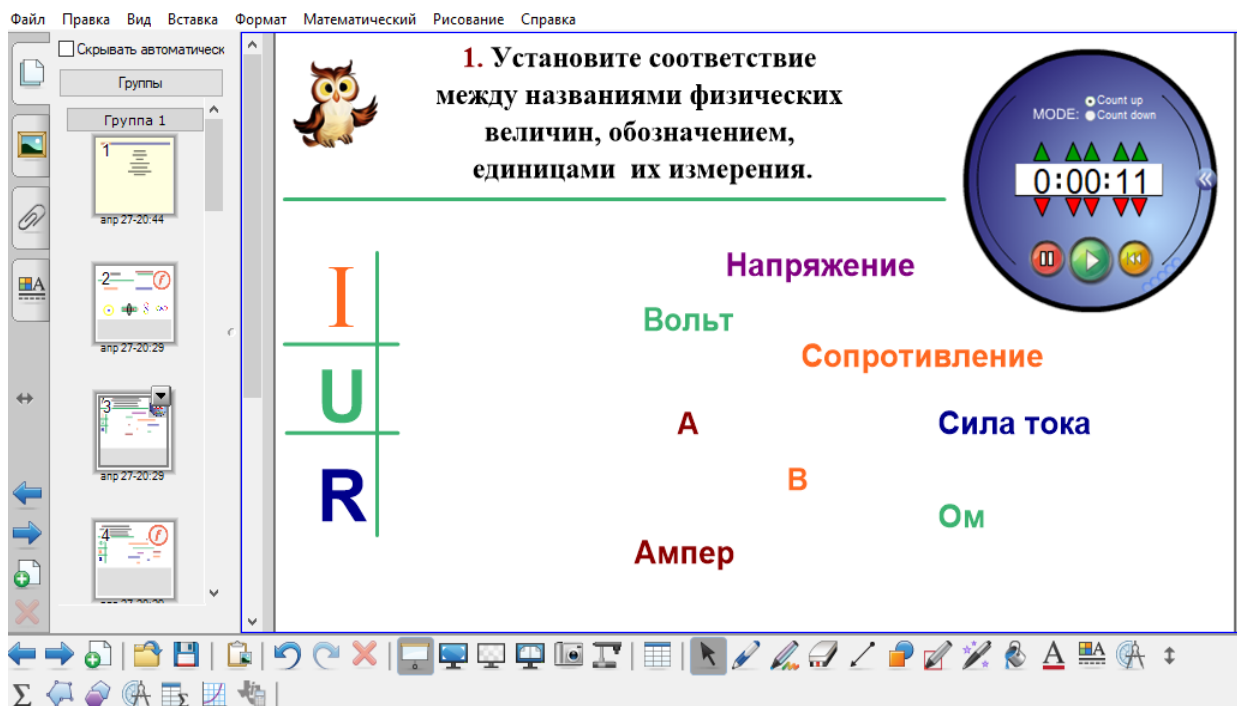 Файл Правка Вид Вставка Формат Математический Рисование Справка
Скрывать автоматическ
Группы
Группа 1
1
апр 27-20:44
2
апр 27-20:29
3
апр 27-20:29
4
1. Установите соответствие
между названиями физических
величин, обозначением,
единицами их измерения.
MODE:
Count up
Count down
0:00:11
I
U
R
Напряжение
Вольт
Сопротивление
А
Сила тока
В
Ом
Ампер